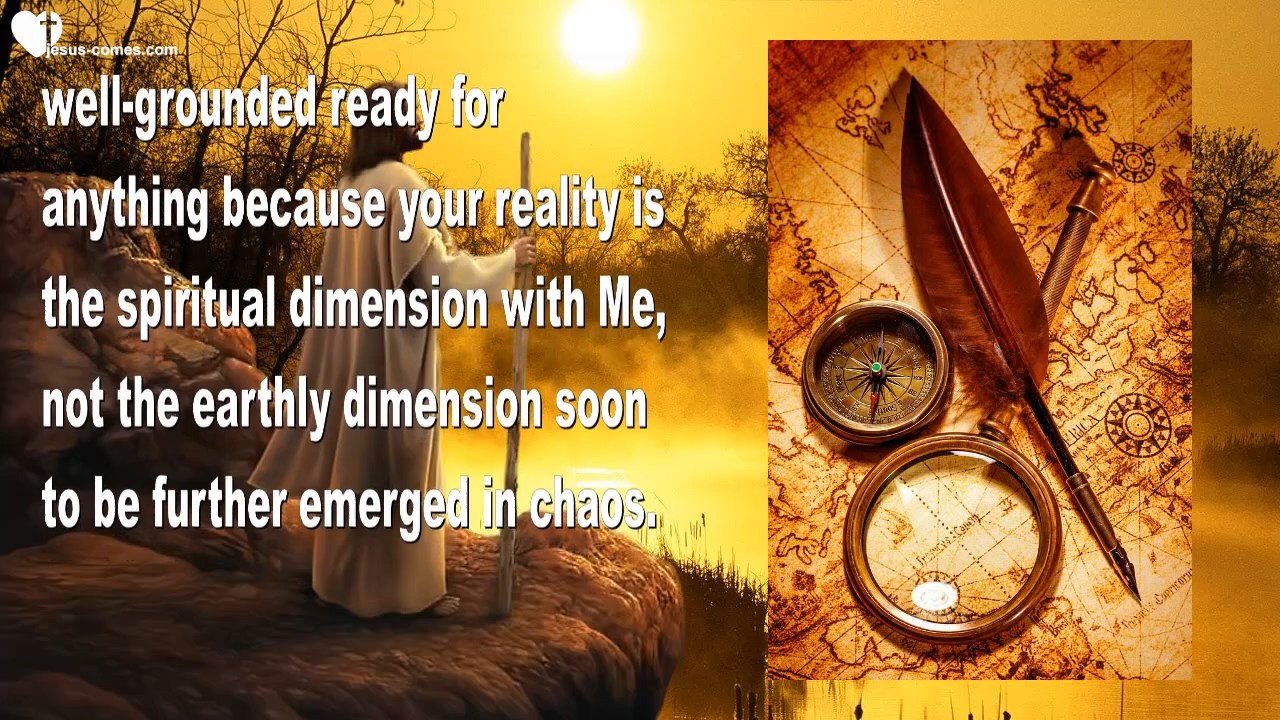 jesus-comes.com
well-grounded ready for
anything because your reality is
the spiritual dimension with Me,
not the earthly dimension soon
to be further emerged in chaos.